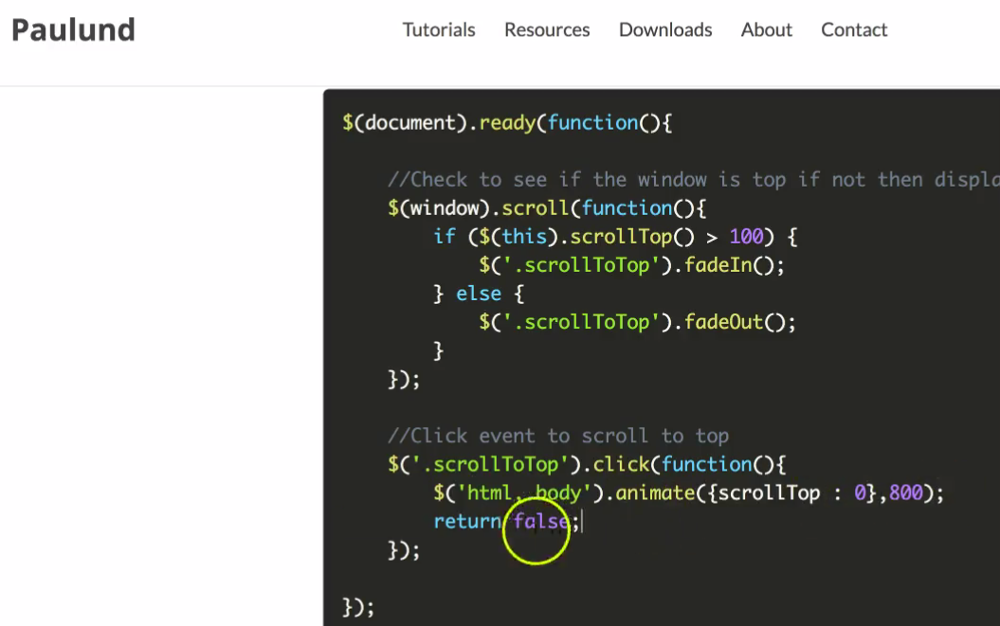 Paulund
Tutorials Resources Downloads About Contact
$(document).ready(function(){
//Check to see if the window is top if not then
$(window).scroll(function(){
if ($(this).scrollTop() > 100) {
$('.scrollToTop').fadeIn();
} else {
$('.scrollToTop').fadeOut();
}
});
//Click event to scroll to top
$('.scrollToTop').click(function(){
$('html, body').animate({scrollTop : 0},800);
return false;
});
});